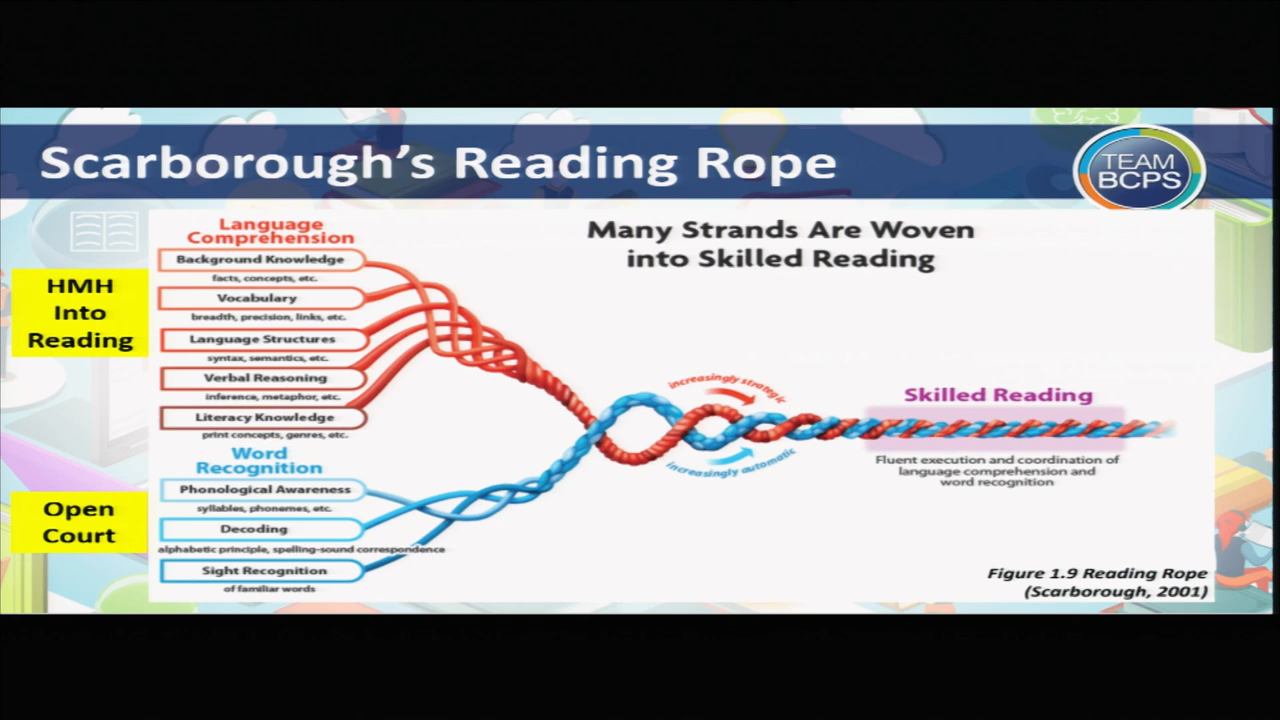 Scarborough's Reading Rope
TEAM
BCPS
Many Strands Are Woven
into Skilled Reading
HMH
Into
Reading
Language
Comprehension
Background Knowledge
facts, concepts, etc.
Vocabulary
breadth, precision, links, etc.
Language Structures
syntax, semantics, etc.
Verbal Reasoning
inference, metaphor, etc.
Literacy Knowledge
print concepts, genres, etc.
Open
Court
Word
Recognition
Phonological Awareness
syllables, phonemes, etc.
Decoding
alphabetic principle, spelling-sound correspondence
Sight Recognition
of familiar words
increasingly strategic
increasingly automatic
Skilled Reading
Fluent execution and coordination of
language comprehension and
word recognition
Figure 1.9 Reading Rope
(Scarborough, 2001)